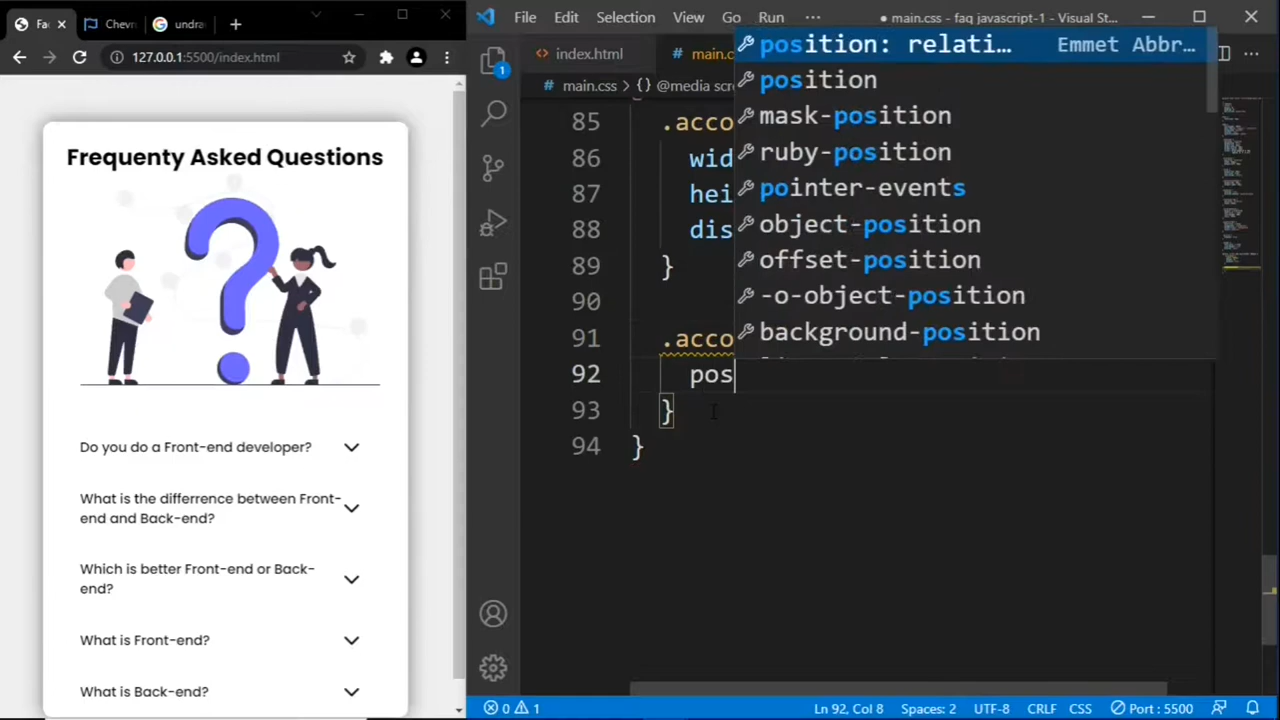 Fac
Chevr
undra
127.0.0.1:5500/index.html
Frequenty Asked Questions
Do you do a Front-end developer?
What is the differrence between Front-
end and Back-end?
Which is better Front-end or Back-
end?
What is Front-end?
What is Back-end?
File Edit Selection View Go Run ··· ● main.css - faq javascript-1 - Visual St...
1
<> index.html # main.c
# main.css > {} @media scr
85 .acco
86 wid
87 hei
88 dis
89 }
90
91 .acco
92 pos
93 }
94 }
position: relati... Emmet Abbr...
position
mask-position
ruby-position
pointer-events
object-position
offset-position
-o-object-position
background-position
0 1 Ln 92, Col 8 Spaces: 2 UTF-8 CRLF CSS Port : 5500